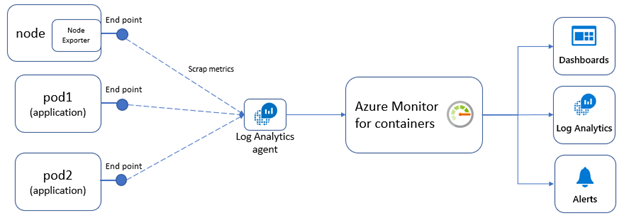 node
Node
Exporter
End point
Scrap metrics
pod1
(application)
End point
pod2
(application)
End point
Log Analytics
agent
Azure Monitor
for containers
Dashboards
Log Analytics
Alerts